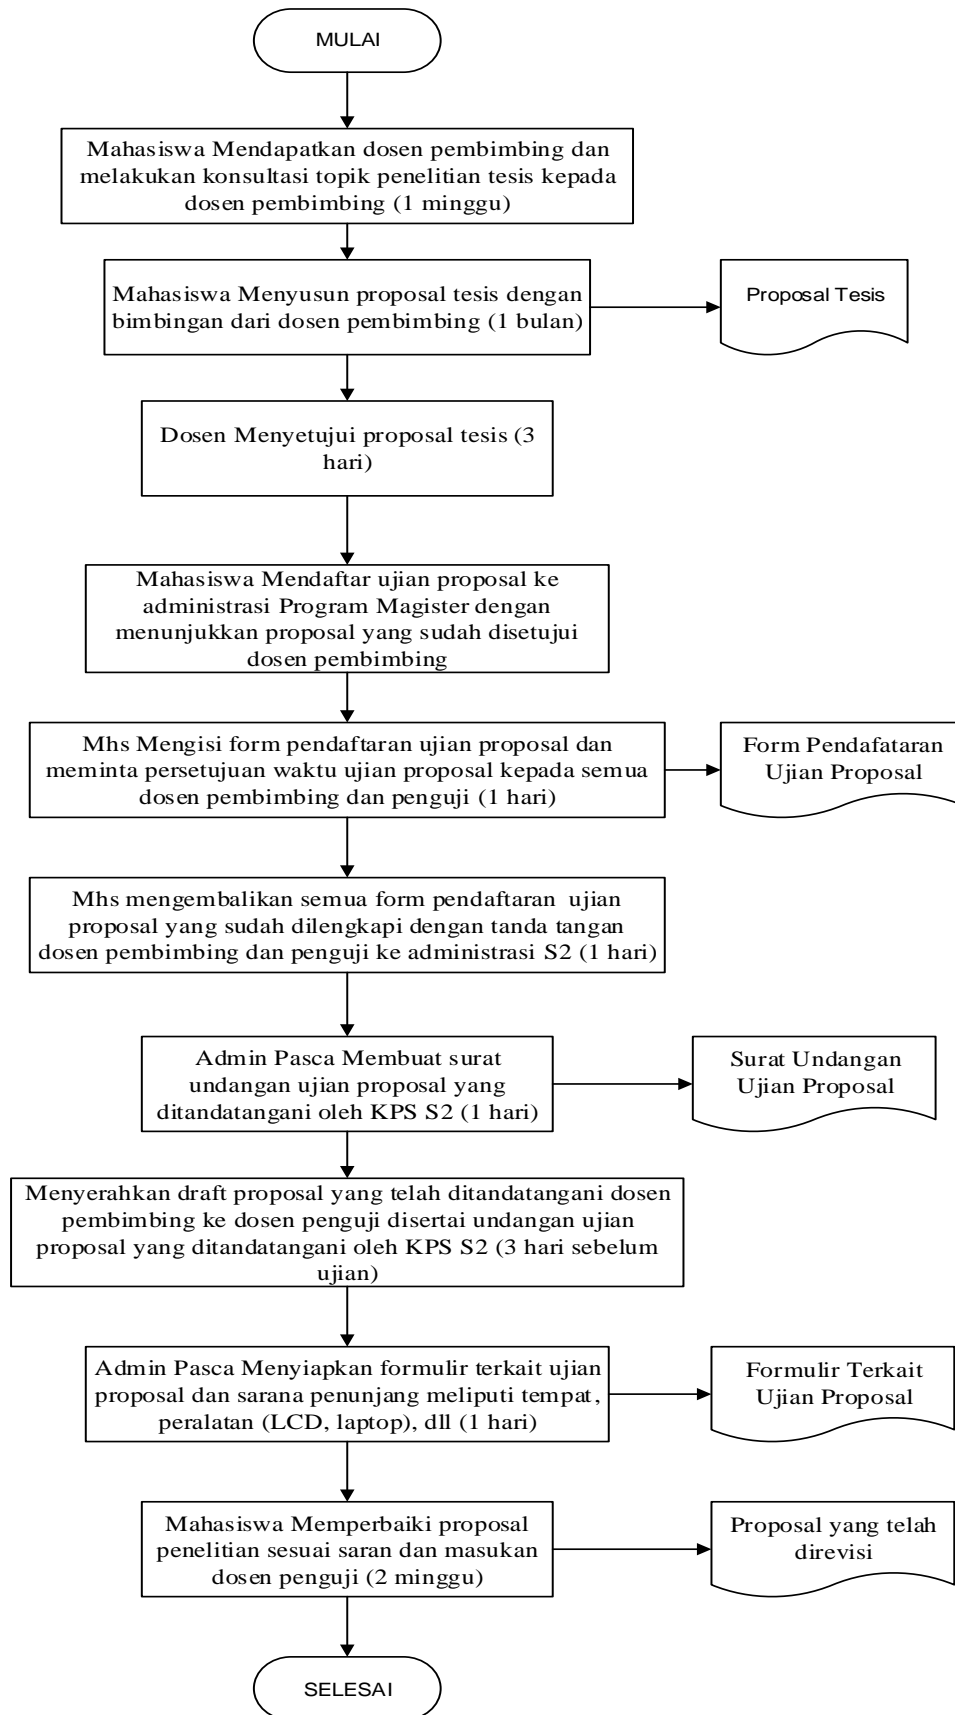 MULAI
Mahasiswa Mendapatkan dosen pembimbing dan
melakukan konsultasi topik penelitian tesis kepada
dosen pembimbing (1 minggu)
Mahasiswa Menyusun proposal tesis dengan
bimbingan dari dosen pembimbing (1 bulan)
Proposal Tesis
Dosen Menyetujui proposal tesis (3
hari)
Mahasiswa Mendaftar ujian proposal ke
administrasi Program Magister dengan
menunjukkan proposal yang sudah disetujui
dosen pembimbing
Mhs Mengisi form pendaftaran ujian proposal dan
meminta persetujuan waktu ujian proposal kepada semua
dosen pembimbing dan penguji (1 hari)
Form Pendafataran
Ujian Proposal
Mhs mengembalikan semua form pendaftaran  ujian
proposal yang sudah dilengkapi dengan tanda tangan
dosen pembimbing dan penguji ke administrasi S2 (1 hari)
Admin Pasca Membuat surat
undangan ujian proposal yang
ditandatangani oleh KPS S2 (1 hari)
Surat Undangan
Ujian Proposal
Menyerahkan draft proposal yang telah ditandatangani dosen
pembimbing ke dosen penguji disertai undangan ujian
proposal yang ditandatangani oleh KPS S2 (3 hari sebelum
ujian)
Admin Pasca Menyiapkan formulir terkait ujian
proposal dan sarana penunjang meliputi tempat,
peralatan (LCD, laptop), dll (1 hari)
Formulir Terkait
Ujian Proposal
Mahasiswa Memperbaiki proposal
penelitian sesuai saran dan masukan
dosen penguji (2 minggu)
Proposal yang telah
direvisi
SELESAI